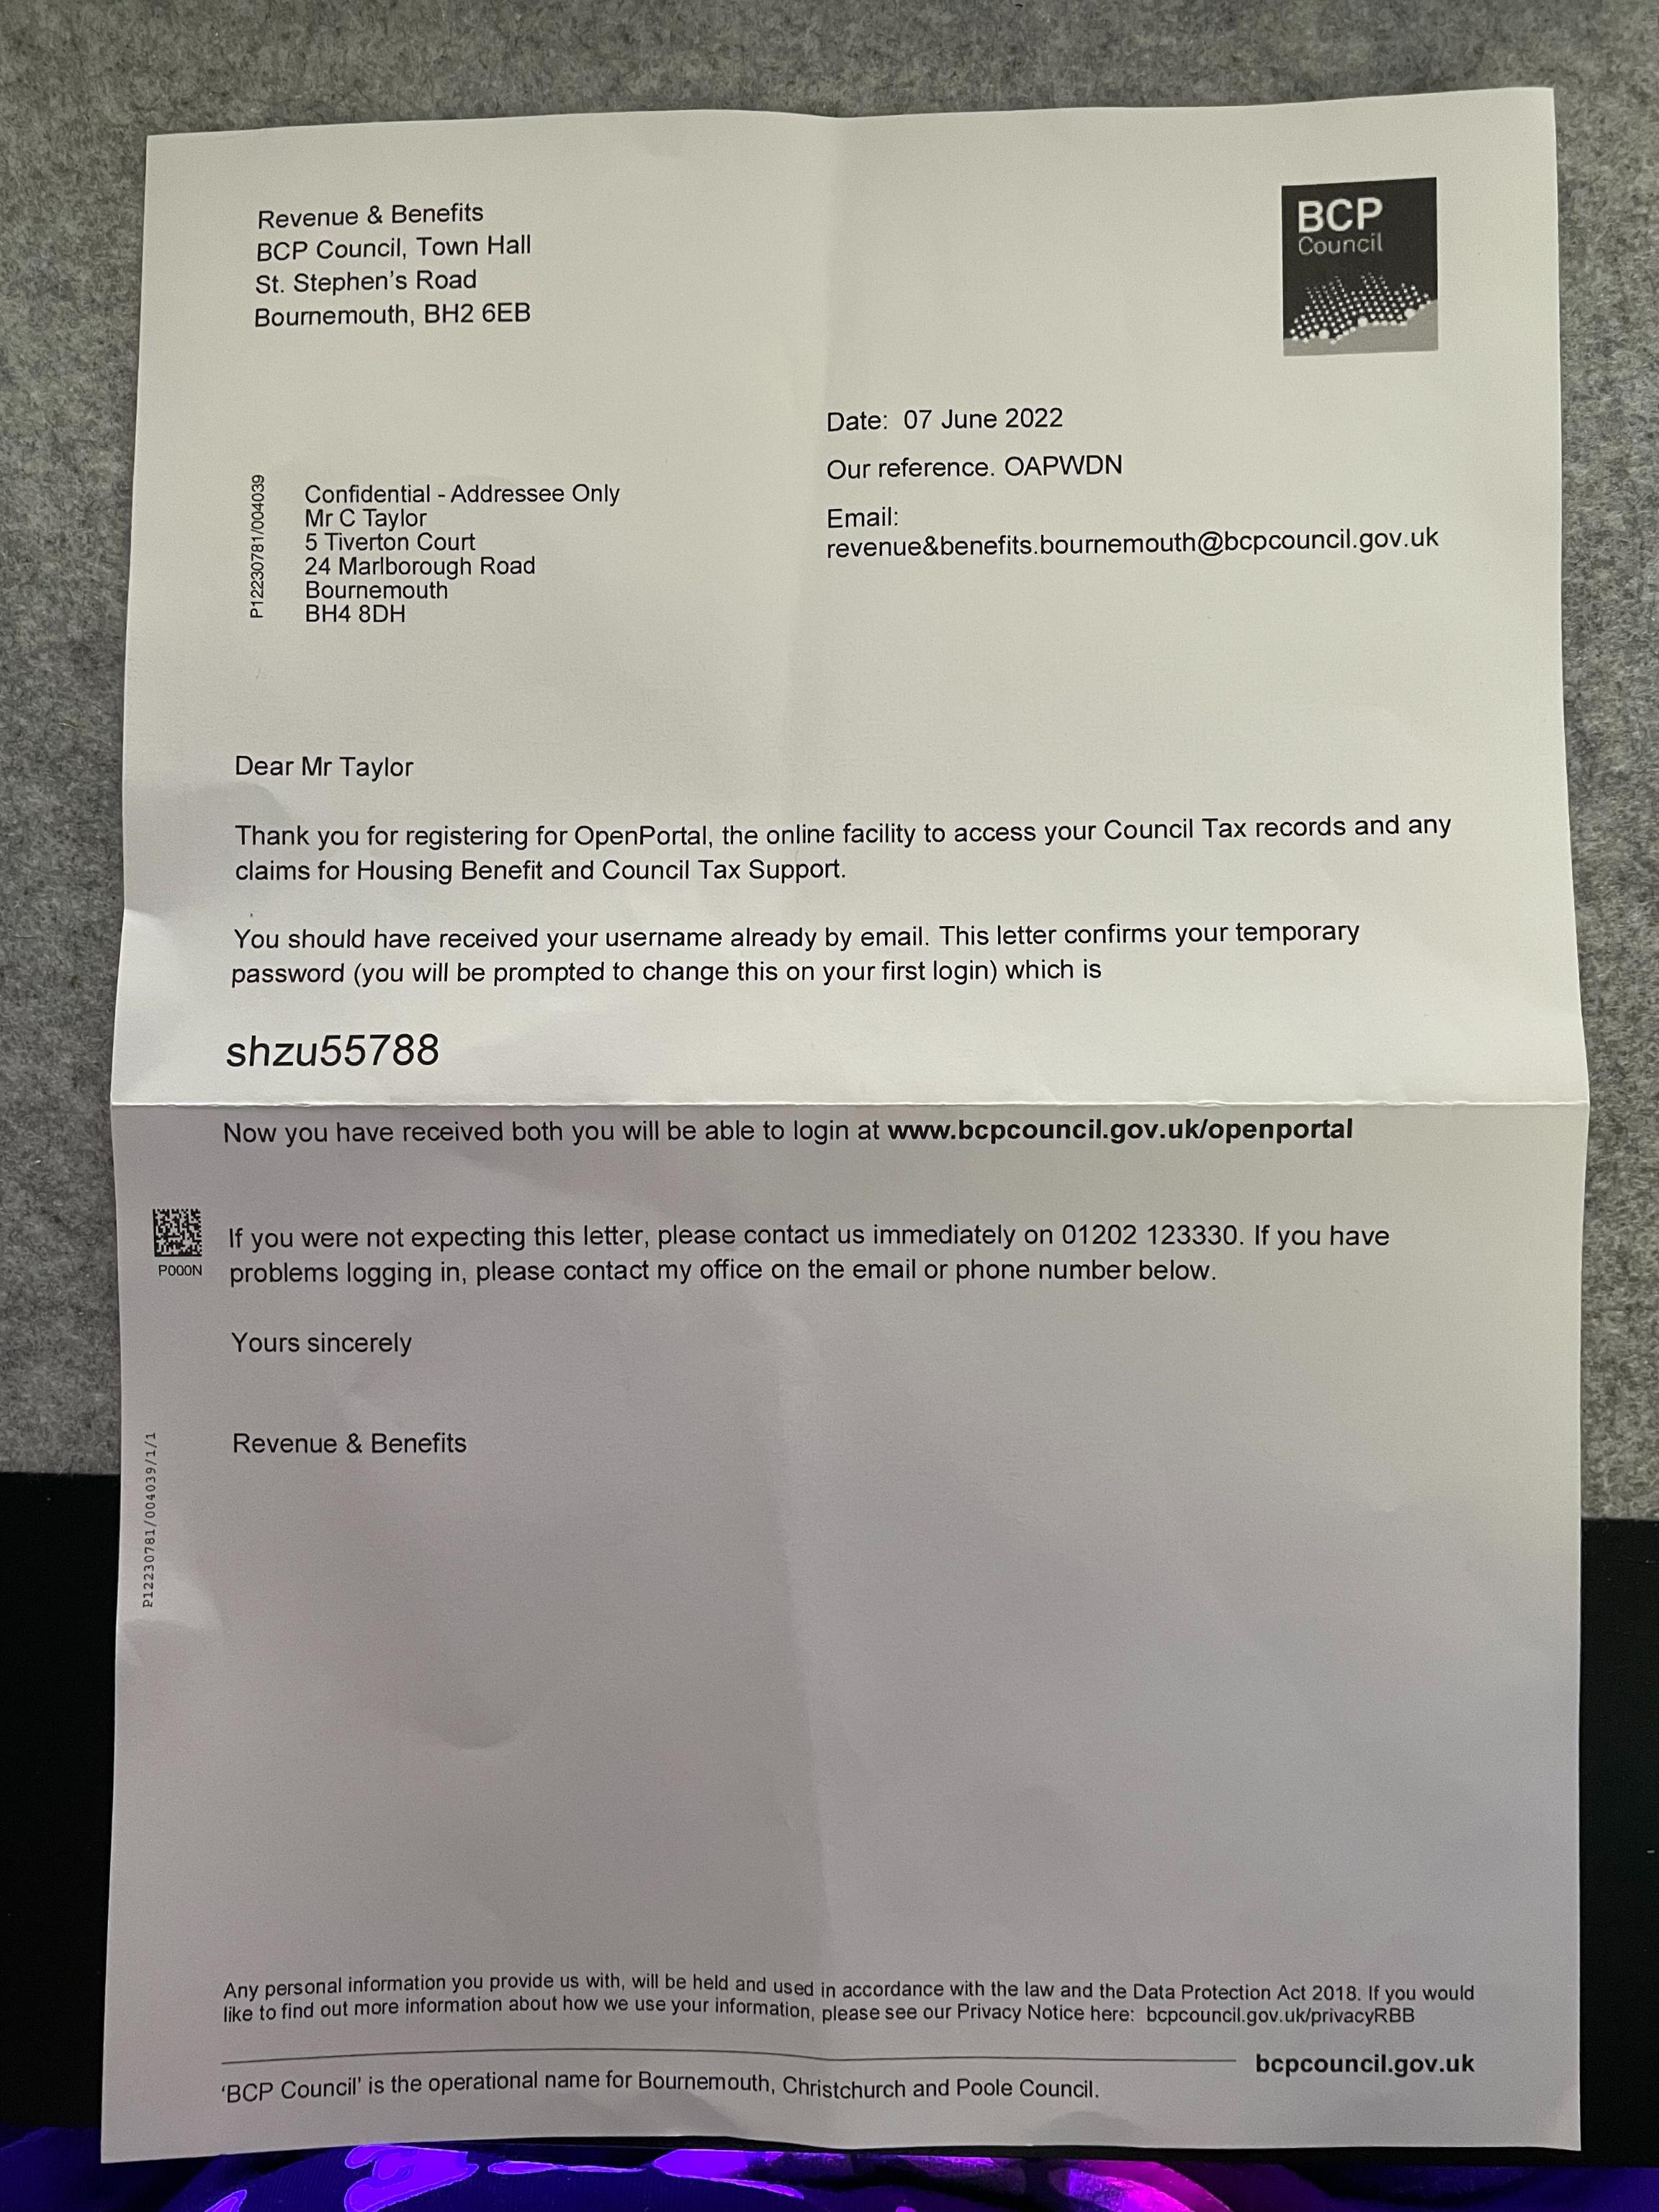 Revenue & Benefits
BCP Council, Town Hall
St. Stephen's Road
Bournemouth, BH2 6EB
BCP
Council
Date: 07 June 2022
Our reference. OAPWDN
Email:
revenue&benefits.bournemouth@bcpcouncil.gov.uk
P12230781/004039
Confidential - Addressee Only
Mr C Taylor
5 Tiverton Court
24 Marlborough Road
Bournemouth
BH4 8DH
Dear Mr Taylor
Thank you for registering for OpenPortal, the online facility to access your Council Tax records and any
claims for Housing Benefit and Council Tax Support.
You should have received your username already by email. This letter confirms your temporary
password (you will be prompted to change this on your first login) which is
shzu55788
Now you have received both you will be able to login at www.bcpcouncil.gov.uk/openportal
P000N
If you were not expecting this letter, please contact us immediately on 01202 123330. If you have
problems logging in, please contact my office on the email or phone number below.
Yours sincerely
Revenue & Benefits
P12230781/004039/1/1
Any personal information you provide us with, will be held and used in accordance with the law and the Data Protection Act 2018. If you would
like to find out more information about how we use your information, please see our Privacy Notice here: bcpcouncil.gov.uk/privacyRBB
bcpcouncil.gov.uk
'BCP Council' is the operational name for Bournemouth, Christchurch and Poole Council.